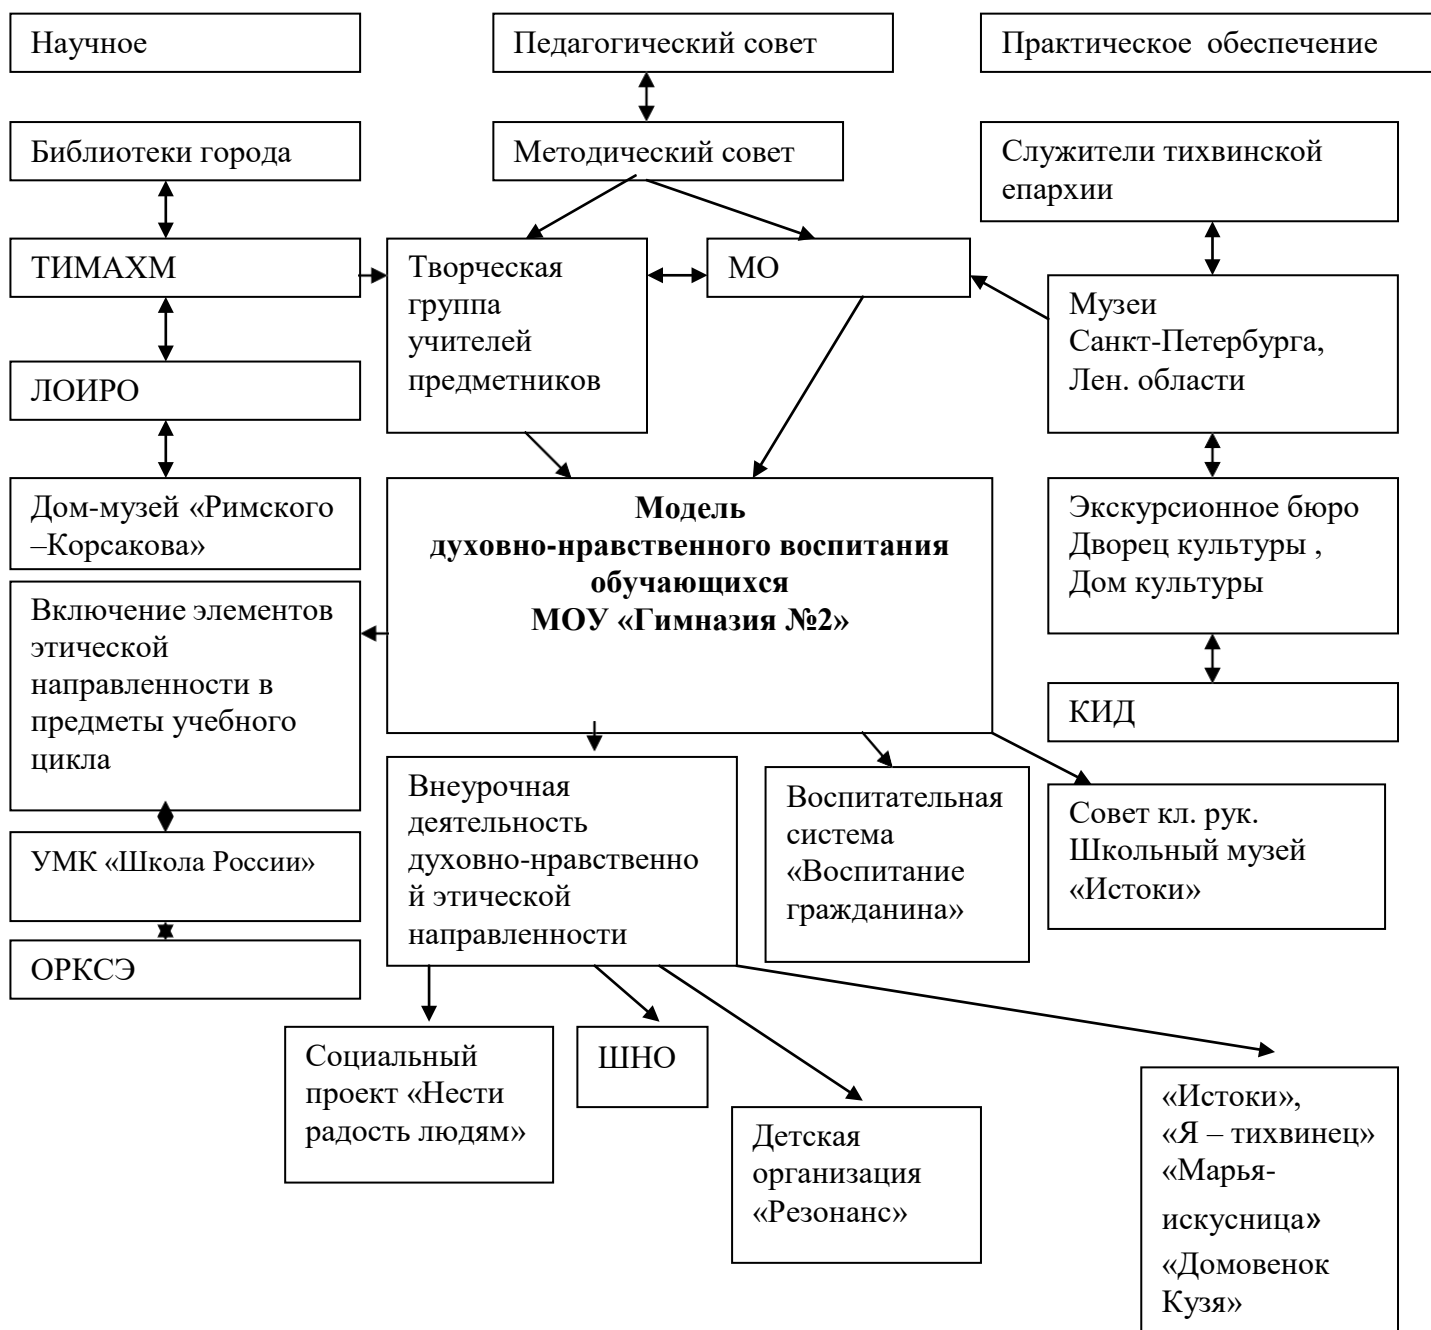 Научное
Педагогический совет
Практическое обеспечение
Библиотеки города
Методический совет
Служители тихвинской
епархии
ТИМАХМ
Творческая
группа
учителей
предметников
МО
Музеи
Санкт-Петербурга,
Лен. области
ЛОИРО
Дом-музей «Римского
–Корсакова»
Модель
духовно-нравственного воспитания
обучающихся
МОУ «Гимназия №2»
Экскурсионное бюро
Дворец культуры ,
Дом культуры
Включение элементов
этической
направленности в
предметы учебного
цикла
КИД
УМК «Школа России»
Внеурочная
деятельность
духовно-нравственно
й этической
направленности
Воспитательная
система
«Воспитание
гражданина»
Совет кл. рук.
Школьный музей
«Истоки»
ОРКСЭ
Социальный
проект «Нести
радость людям»
ШНО
Детская
организация
«Резонанс»
«Истоки»,
«Я – тихвинец»
«Марья-
искусница»
«Домовенок
Кузя»